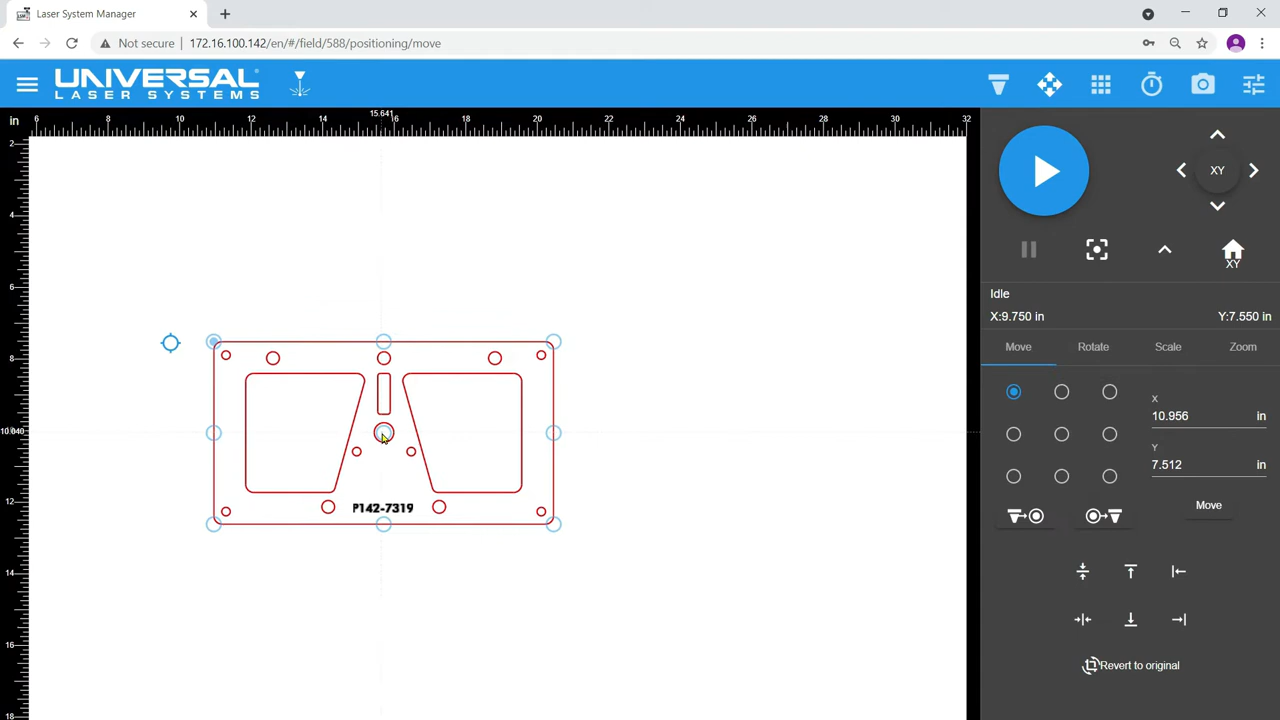 Laser System Manager
Not secure | 172.16.100.142/en/#/field/588/positioning/move
UNIVERSAL
LASER SYSTEMS
in 6 8 10 12 14 15.641 16 18 20 22 24 26 28 30 32
2
4
6
8
10
10.040
12
14
16
18
P142-7319
XY
XY
Idle
X:9.750 in Y:7.550 in
Move Rotate Scale Zoom
X
10.956 in
Y
7.512 in
Move
Revert to original